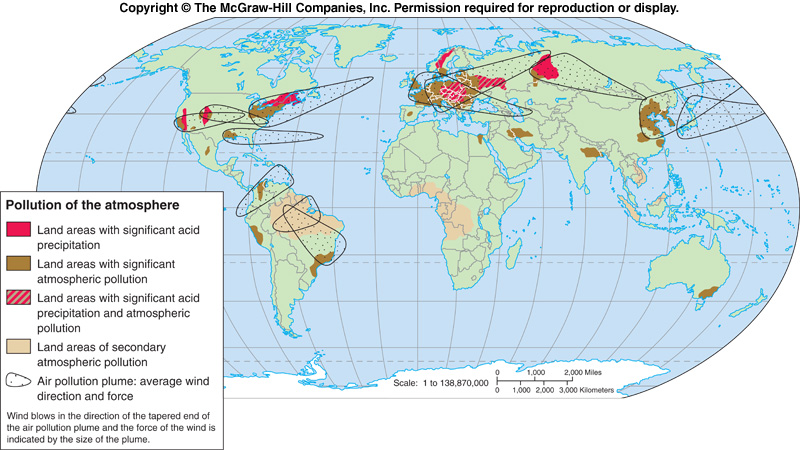 Copyright © The McGraw-Hill Companies, Inc. Permission required for reproduction or display.
Pollution of the atmosphere
Land areas with significant acid
precipitation
Land areas with significant
atmospheric pollution
Land areas with significant acid
precipitation and atmospheric
pollution
Land areas of secondary
atmospheric pollution
Air pollution plume: average wind
direction and force
Wind blows in the direction of the tapered end of
the air pollution plume and the force of the wind is
indicated by the size of the plume.
Scale: 1 to 138,870,000
0 1,000 2,000 Miles
0 1,000 2,000 3,000 Kilometers